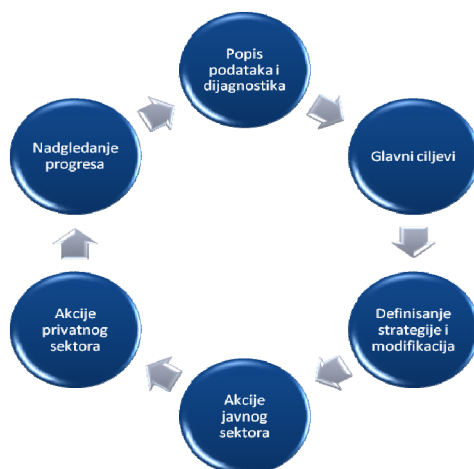 Popis
podataka i
dijagnostika
Glavni ciljevi
Definisanje
strategije i
modifikacija
Akcije
javnog
sektora
Akcije
privatnog
sektora
Nadgledanje
progresa